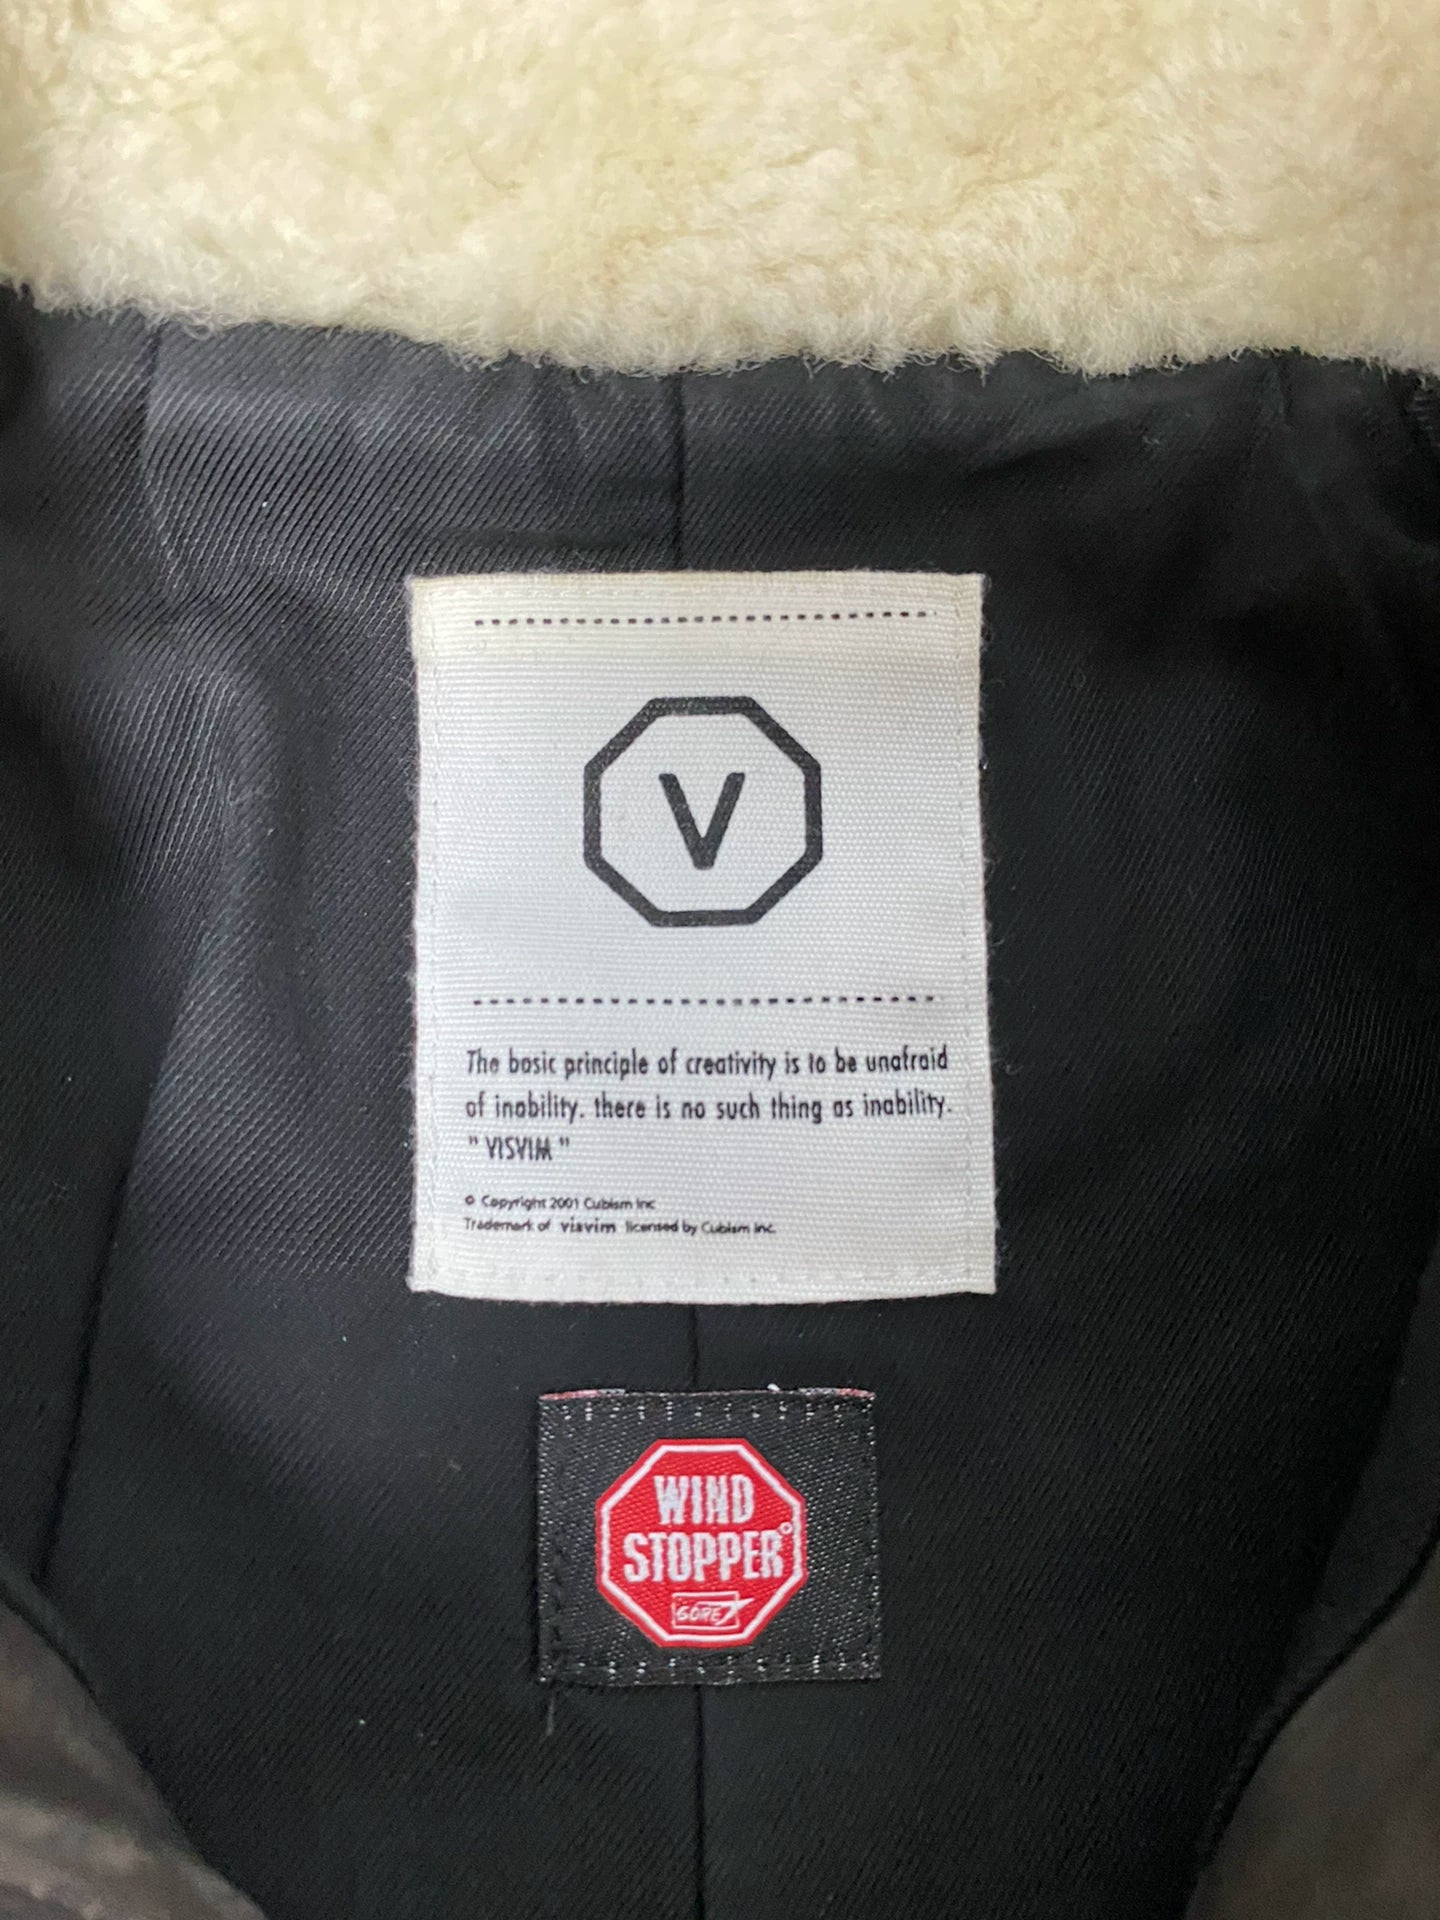 V
The basic principle of creativity is to be unafraid
of inability. there is no such thing as inability.
" VISVIM "
© Copyright 2001 Cubism Inc
Trademark of visvim licensed by Cubism Inc.
WIND
STOPPER®
GORE